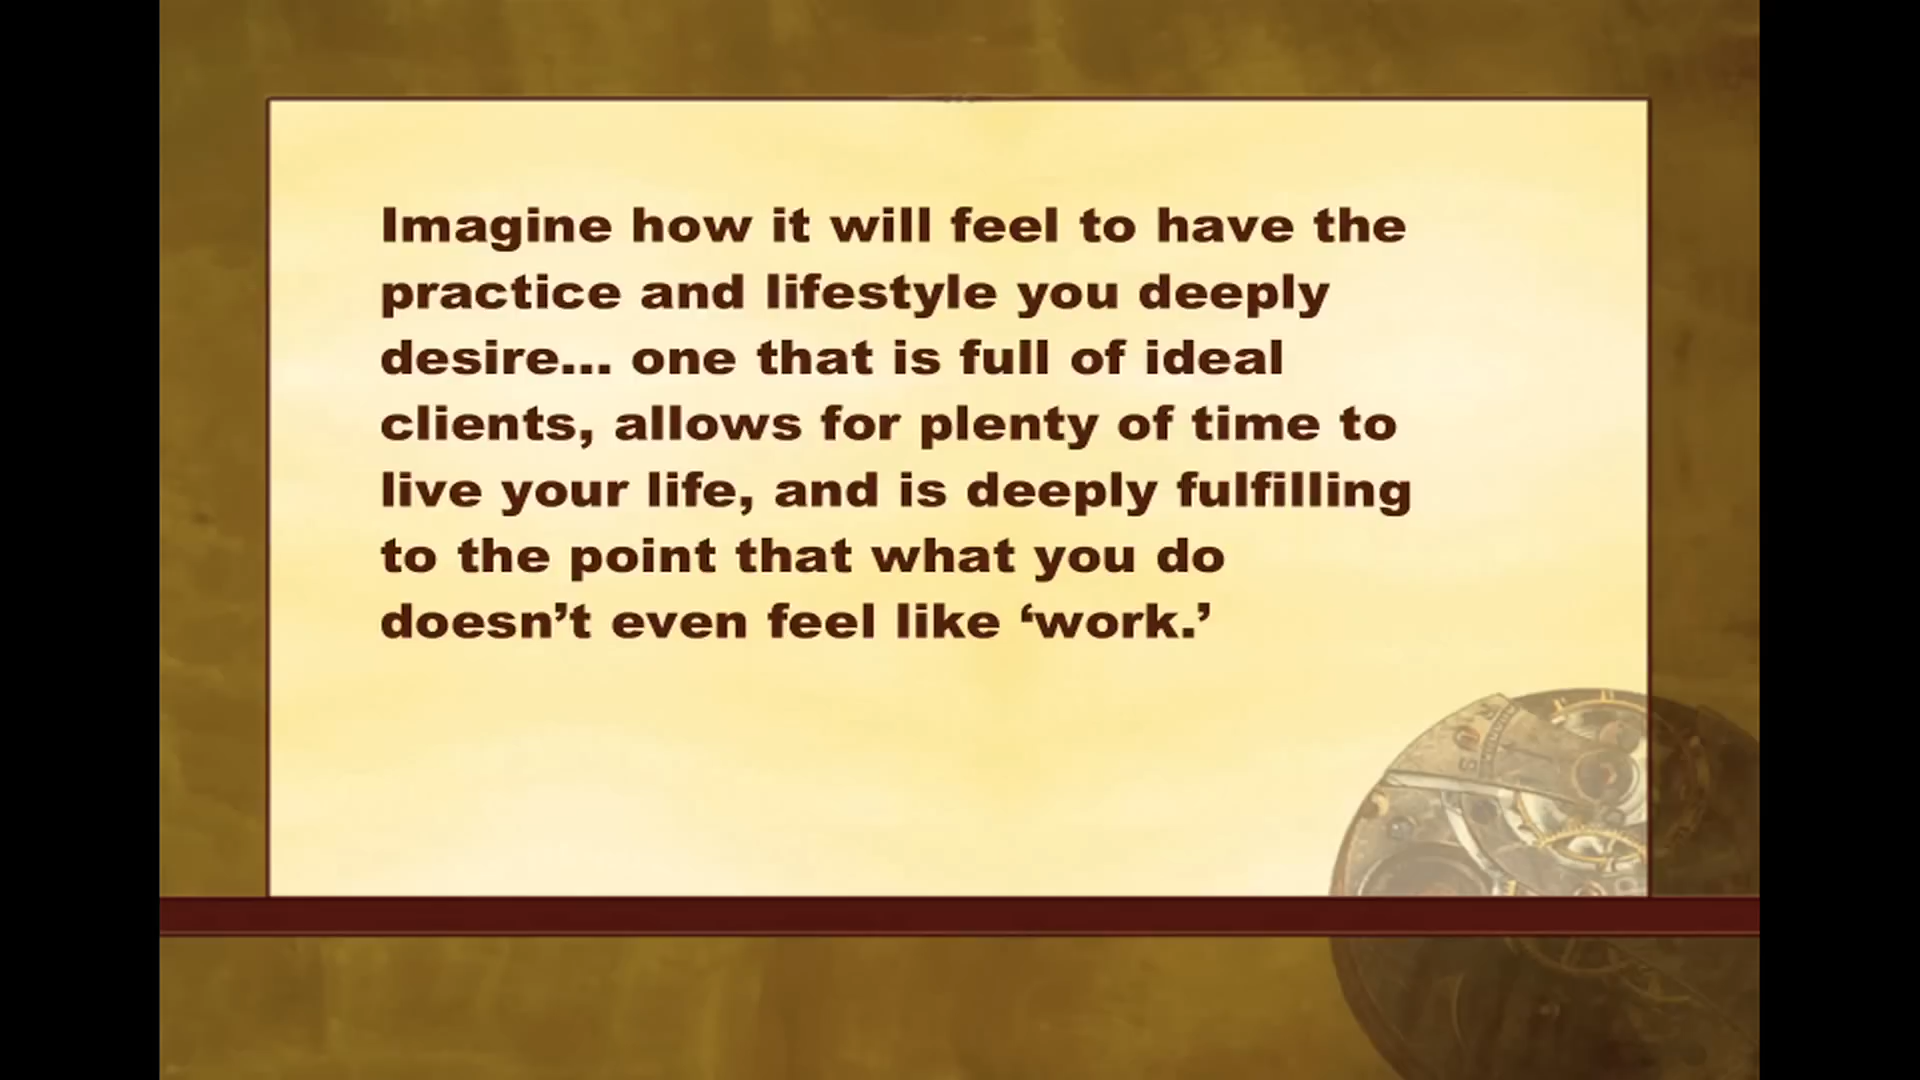 Imagine how it will feel to have the
practice and lifestyle you deeply
desire... one that is full of ideal
clients, allows for plenty of time to
live your life, and is deeply fulfilling
to the point that what you do
doesn’t even feel like ‘work.’